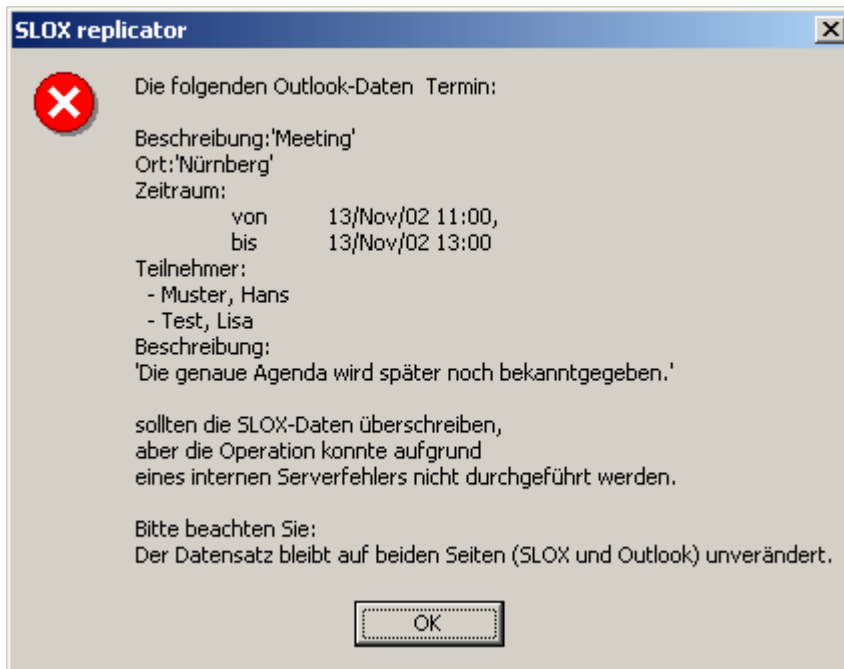 SLOX replicator
Die folgenden Outlook-Daten  Termin:
Beschreibung:'Meeting'
Ort:'Nürnberg'
Zeitraum:
von 13/Nov/02 11:00,
bis 13/Nov/02 13:00
Teilnehmer:
- Muster, Hans
- Test, Lisa
Beschreibung:
'Die genaue Agenda wird später noch bekanntgegeben.'
sollten die SLOX-Daten überschreiben,
aber die Operation konnte aufgrund
eines internen Serverfehlers nicht durchgeführt werden.
Bitte beachten Sie:
Der Datensatz bleibt auf beiden Seiten (SLOX und Outlook) unverändert.
OK